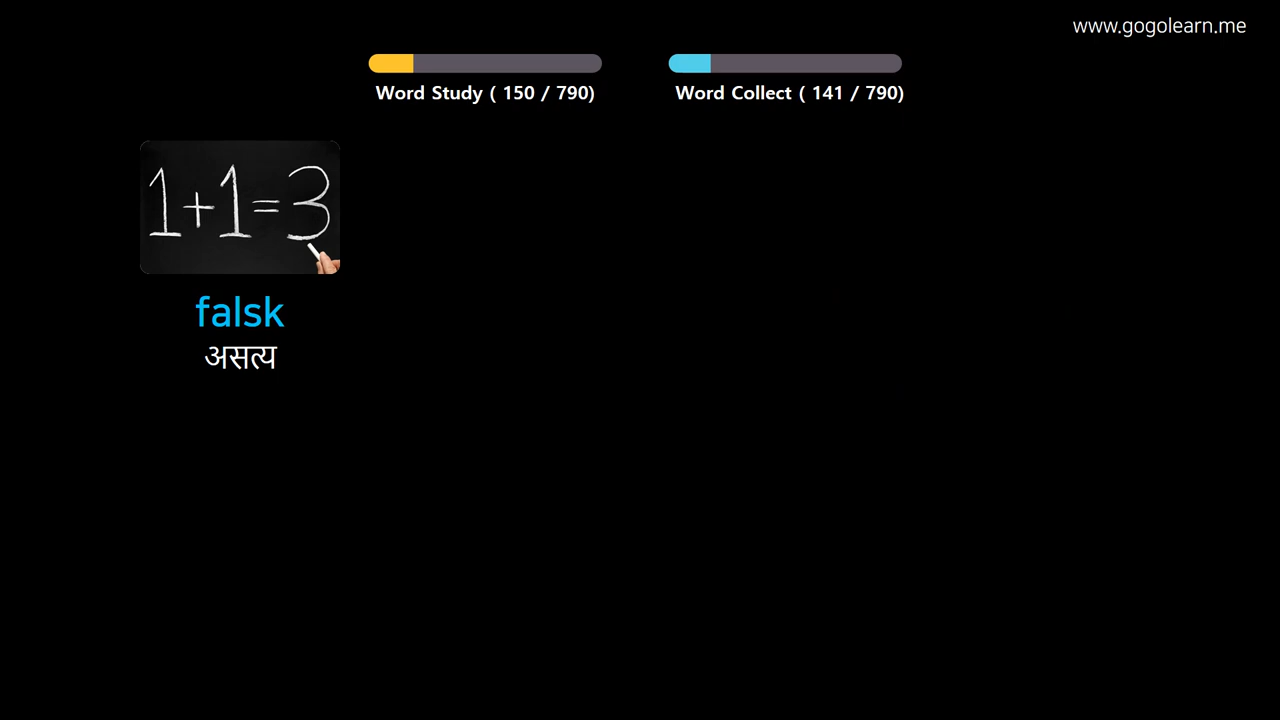 www.gogolearn.me
Word Study ( 150 / 790)
Word Collect ( 141 / 790)
1+1=3
falsk
असत्य